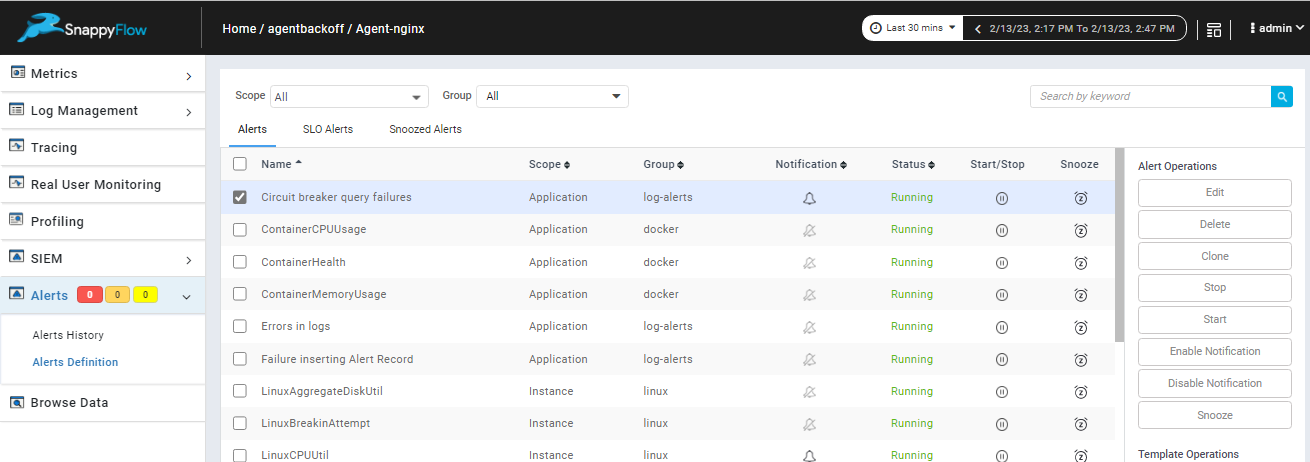 SnappyFlow
Home / agentbackoff / Agent-nginx
Last 30 mins
2/13/23, 2:17 PM To 2/13/23, 2:47 PM
admin
Metrics
Log Management
Tracing
Real User Monitoring
Profiling
SIEM
Alerts 0 0 0
Alerts History
Alerts Definition
Browse Data
Scope All Group All Search by keyword
Alerts SLO Alerts Snoozed Alerts
Name Scope Group Notification Status Start/Stop Snooze
Circuit breaker query failures Application log-alerts Running
ContainerCPUUsage Application docker Running
ContainerHealth Application docker Running
ContainerMemoryUsage Application docker Running
Errors in logs Application log-alerts Running
Failure inserting Alert Record Application log-alerts Running
LinuxAggregateDiskUtil Instance linux Running
LinuxBreakinAttempt Instance linux Running
LinuxCPUUtil Instance linux Running
Alert Operations
Edit
Delete
Clone
Stop
Start
Enable Notification
Disable Notification
Snooze
Template Operations